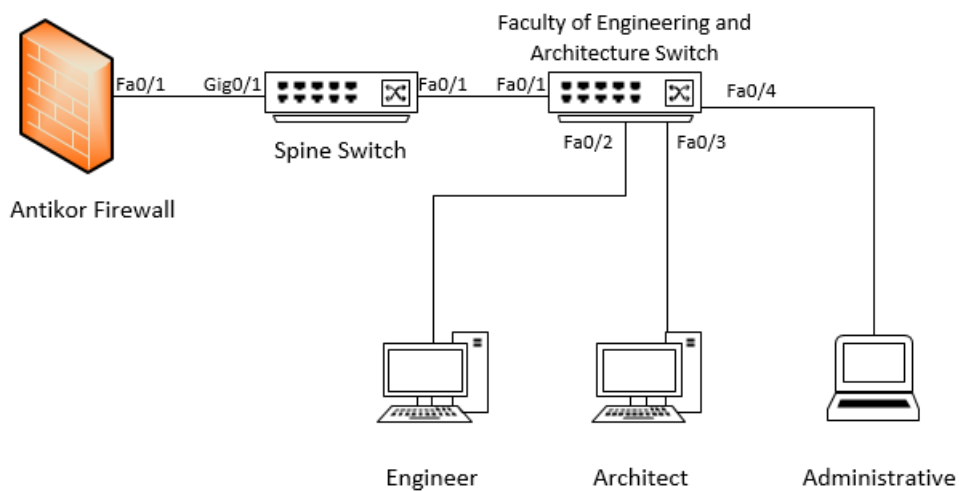 Faculty of Engineering and
Architecture Switch
Fa0/1
Gig0/1
Fa0/1
Fa0/1
Fa0/4
Fa0/2
Fa0/3
Spine Switch
Antikor Firewall
Engineer
Architect
Administrative